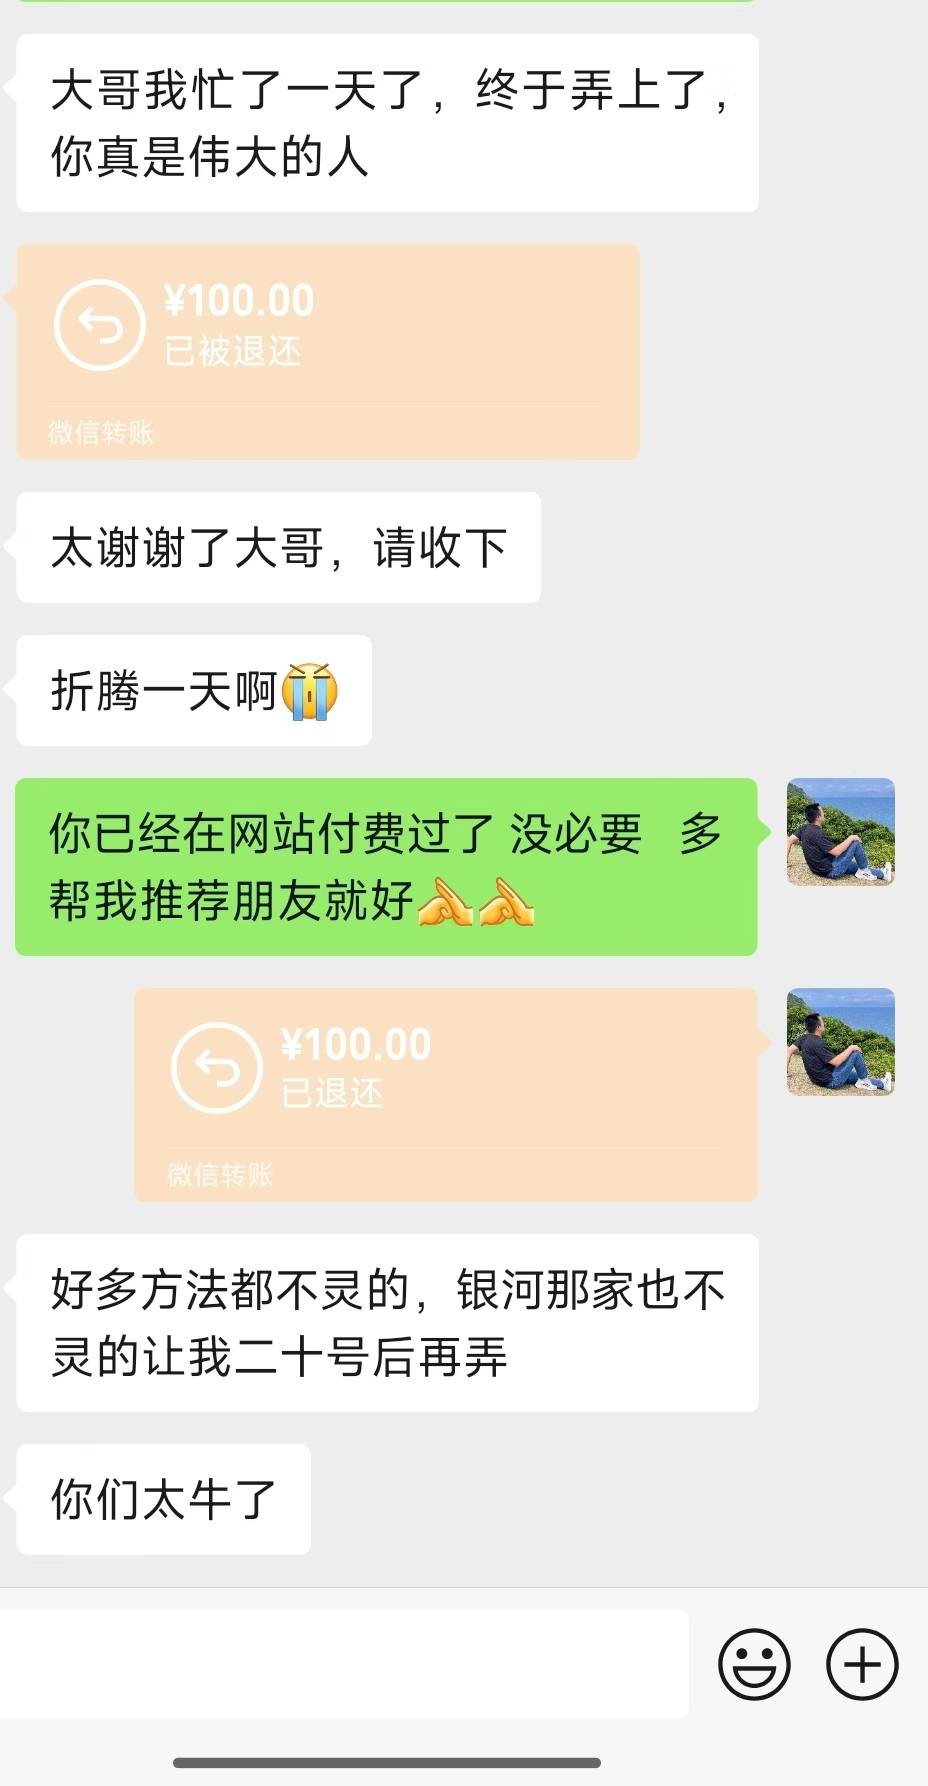 大哥我忙了一天了，终于弄上了，
你真是伟大的人
¥100.00
已被退还
微信转账
太谢谢了大哥，请收下
折腾一天啊😭
你已经在网站付费过了 没必要 多
帮我推荐朋友就好
¥100.00
已退还
微信转账
好多方法都不灵的，银河那家也不
灵的让我二十号后再弄
你们太牛了